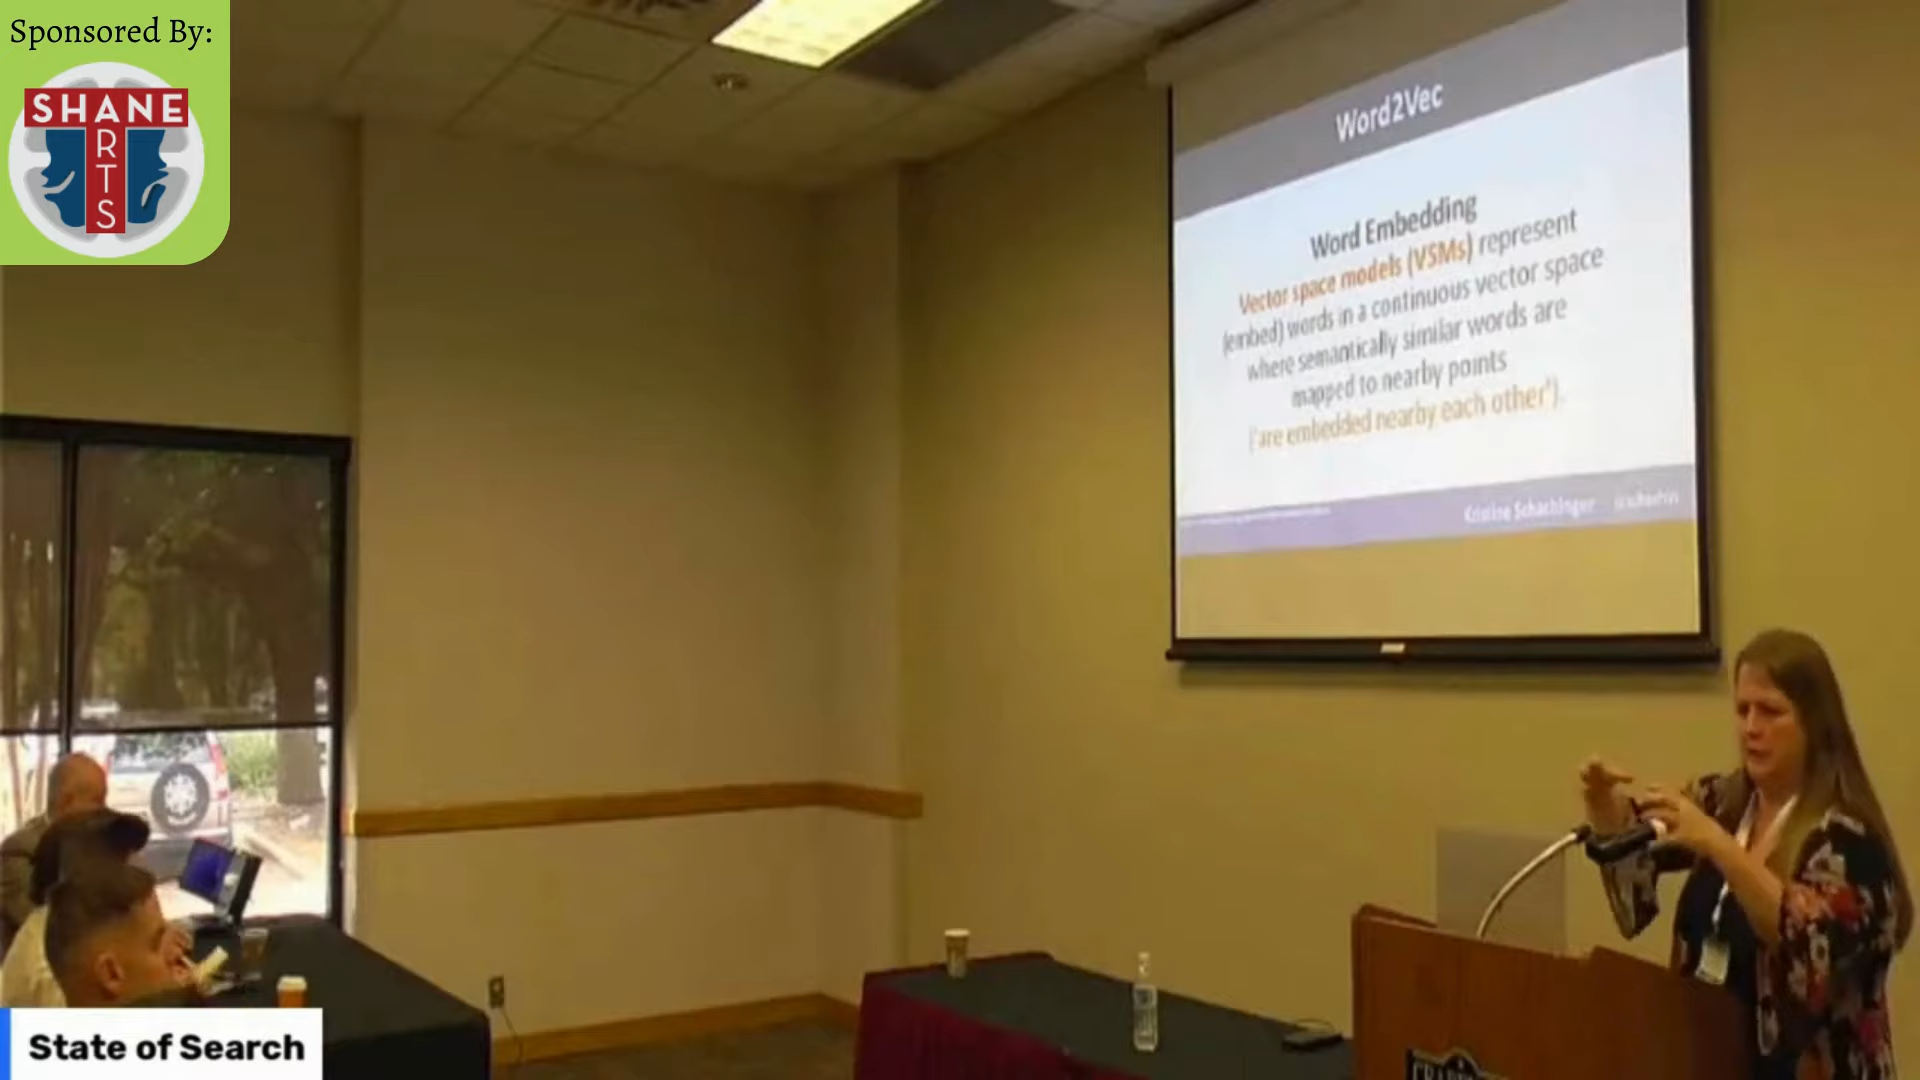 Sponsored By:
SHANE
ARTS
Word2Vec
Word Embedding
Vector space models (VSMs) represent
(embed) words in a continuous vector space
where semantically similar words are
mapped to nearby points
('are embedded nearby each other').
Kristine Schachinger
State of Search